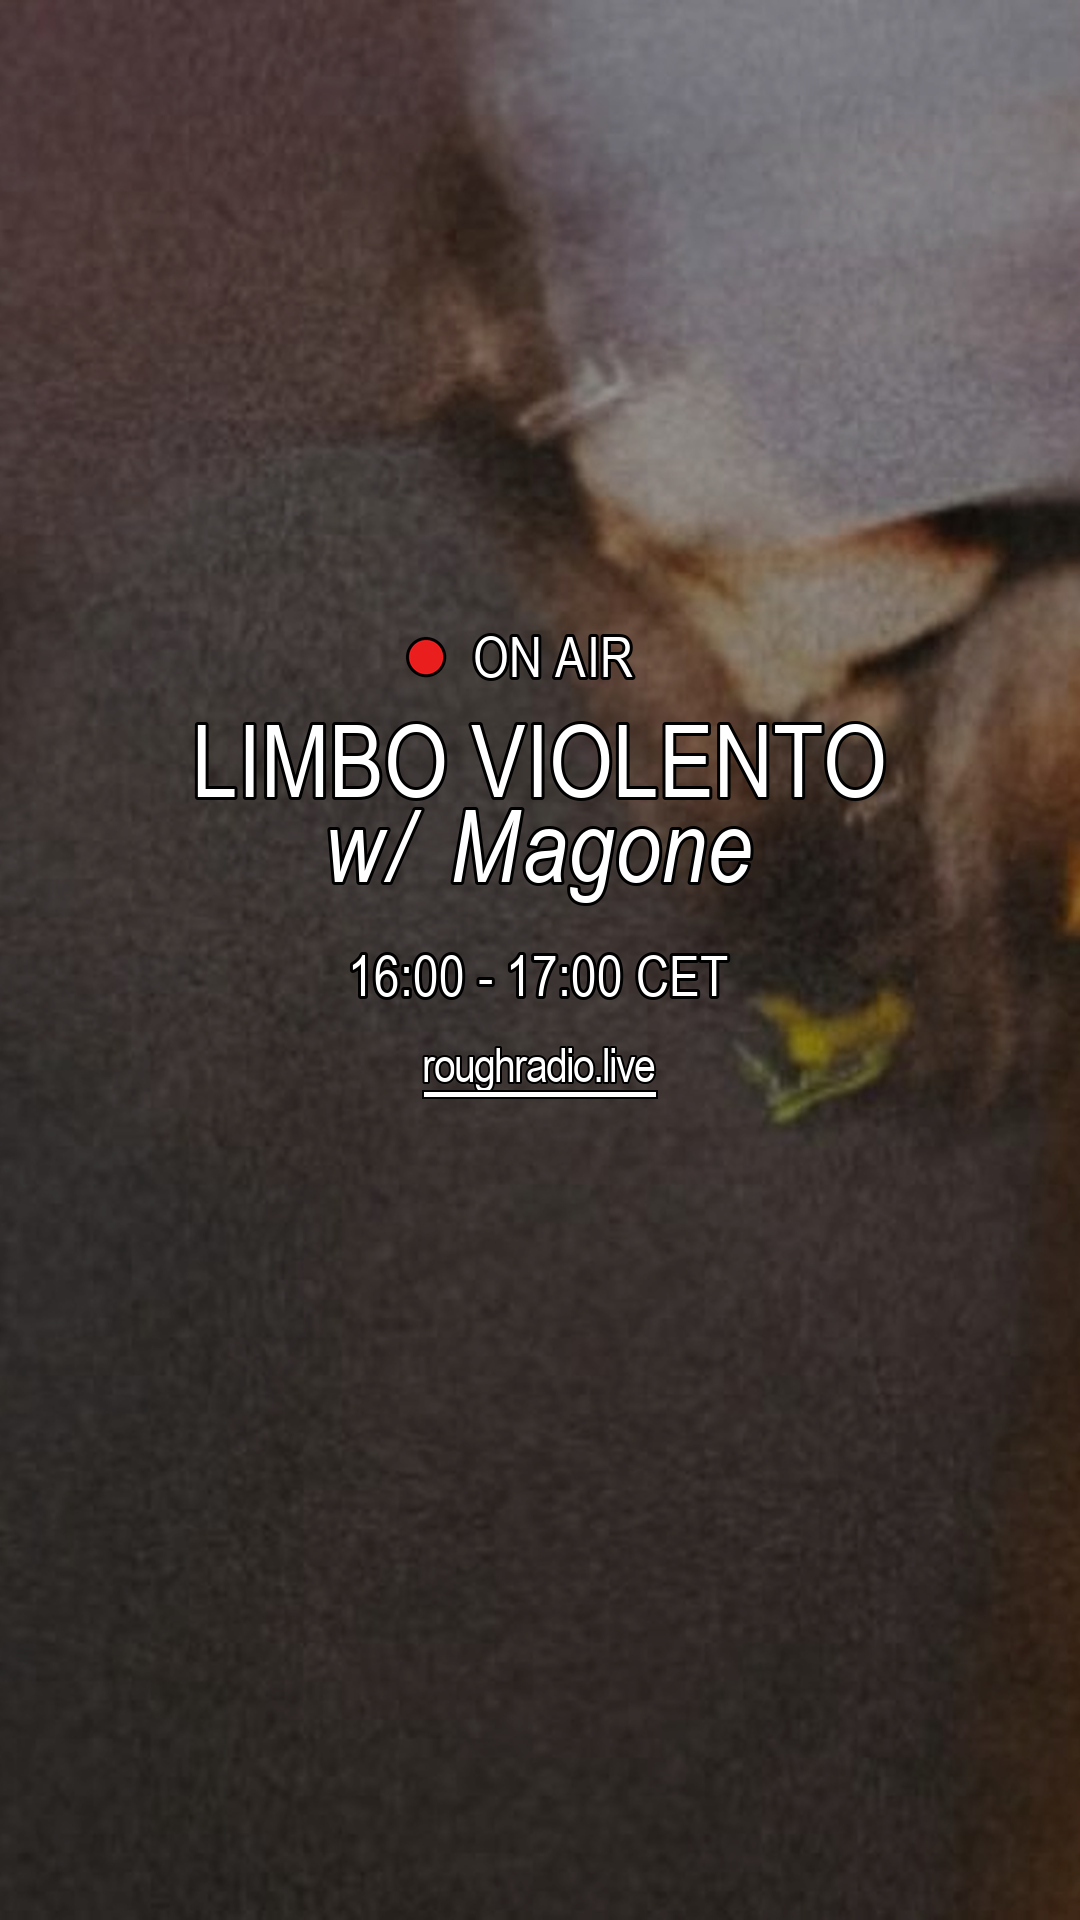 ON AIR
LIMBO VIOLENTO
w/ Magone
16:00 - 17:00 CET
roughradio.live